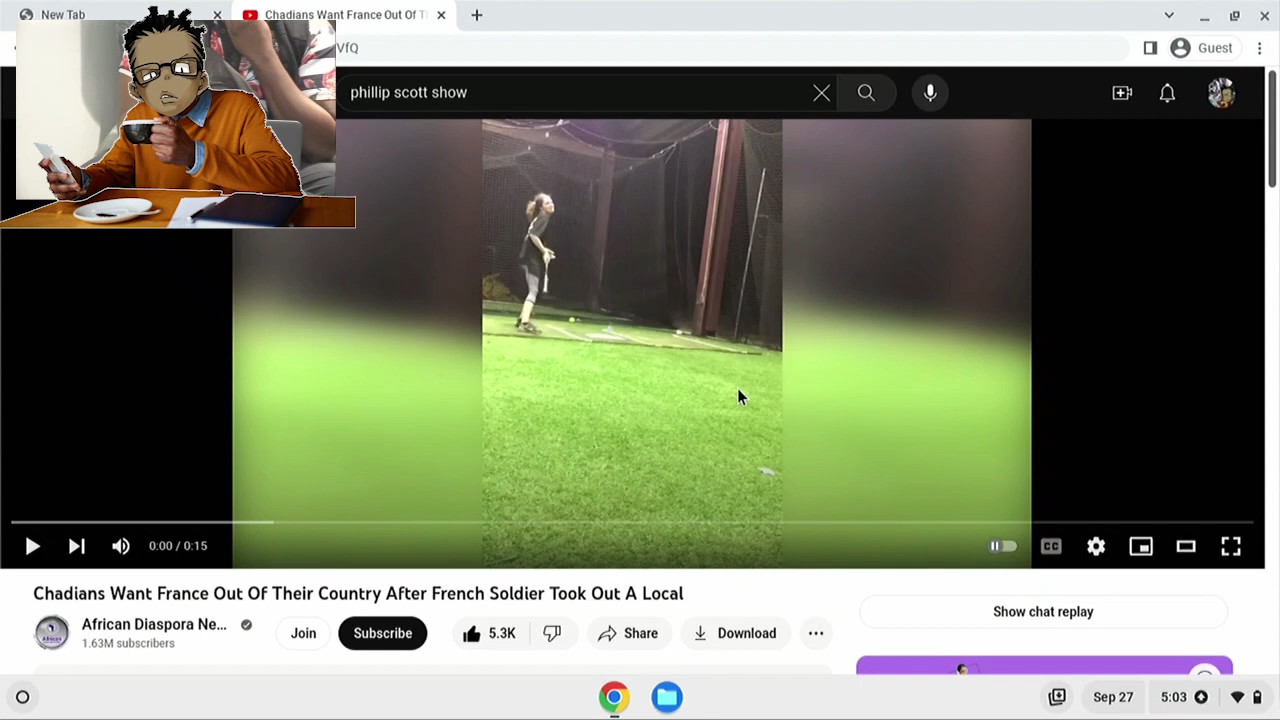 New Tab
Chadians Want France Out Of T
VfQ
Guest
phillip scott show
0:00 / 0:15
CC
Chadians Want France Out Of Their Country After French Soldier Took Out A Local
African Diaspora Ne...
1.63M subscribers
Join
Subscribe
5.3K
Share
Download
Show chat replay
Sep 27
5:03